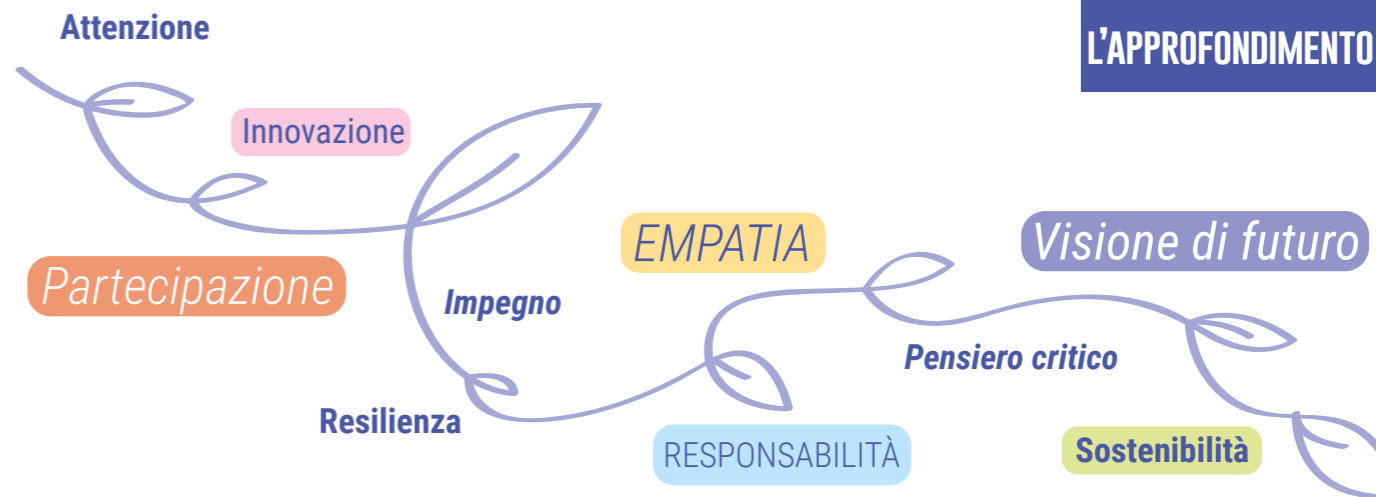 Attenzione
L'APPROFONDIMENTO
Innovazione
Partecipazione
EMPATIA
Visione di futuro
Impegno
Pensiero critico
Resilienza
RESPONSABILITÀ
Sostenibilità